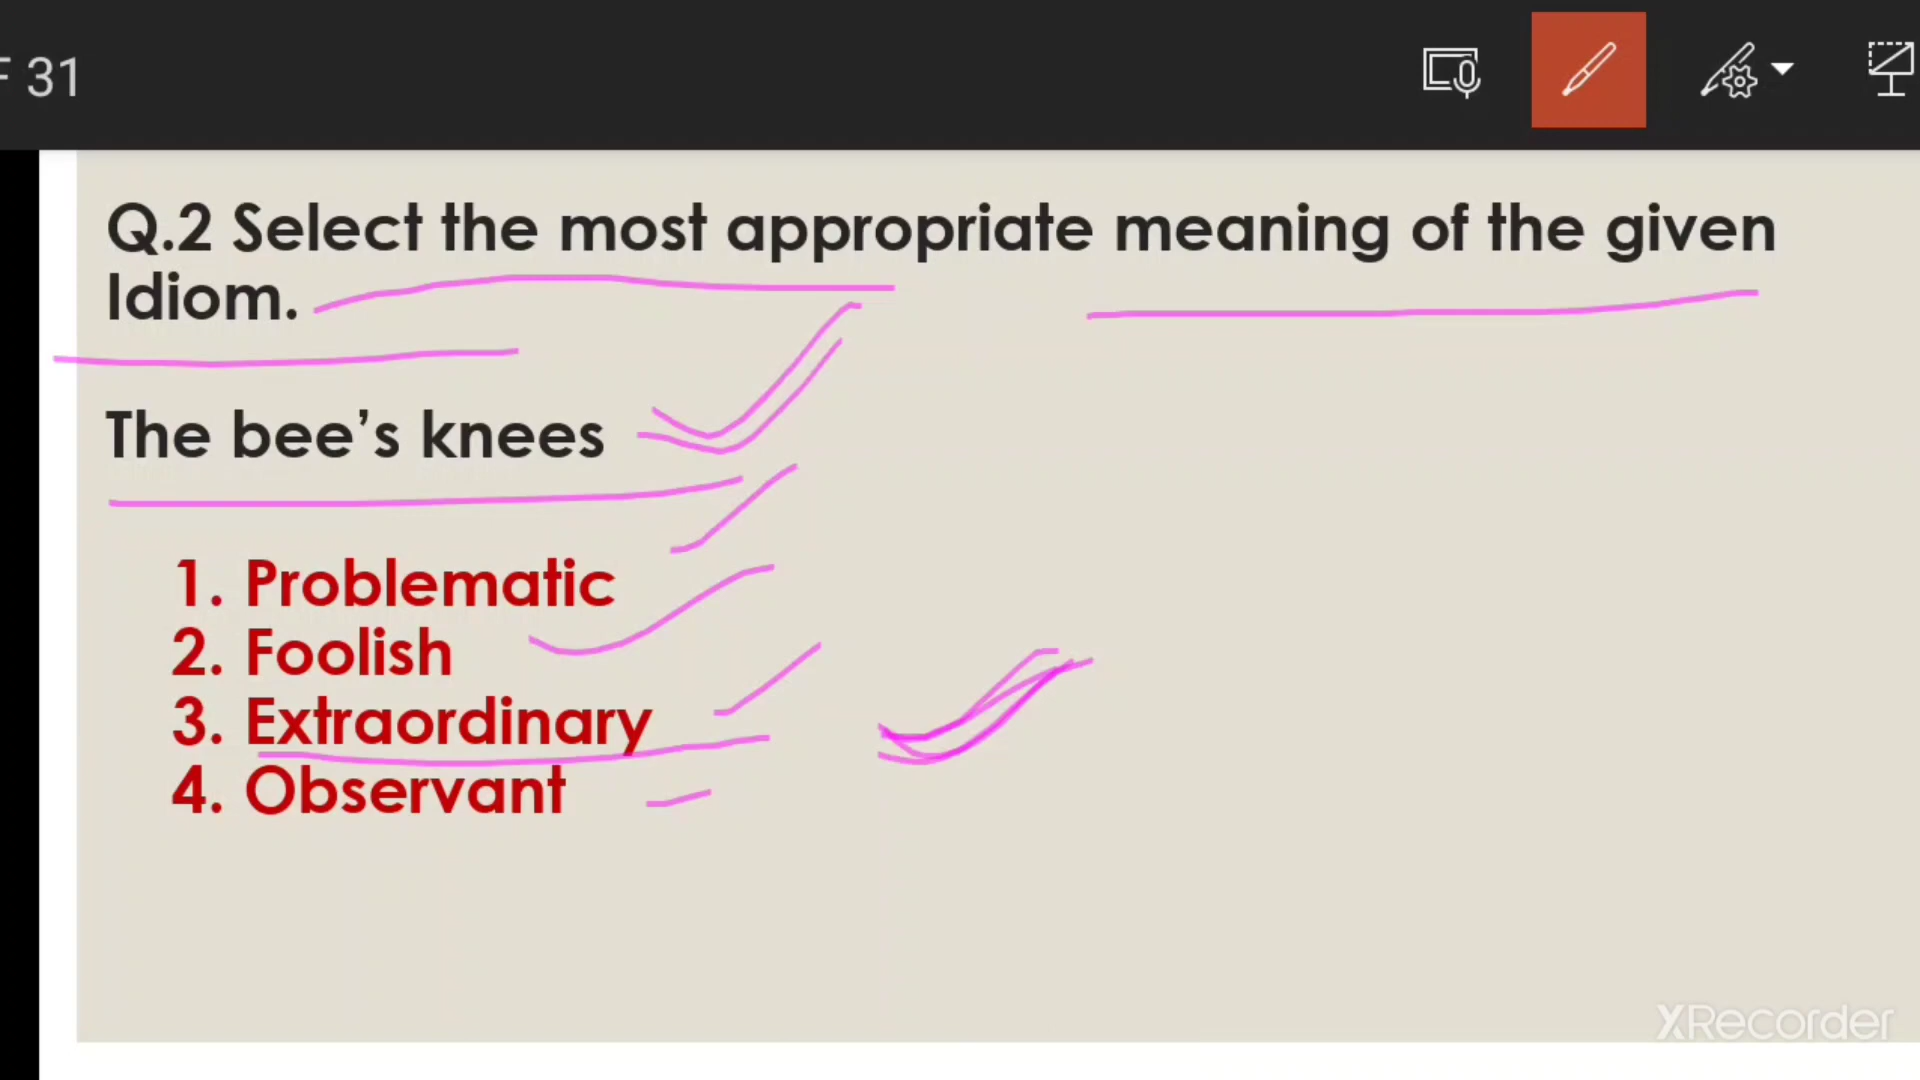 F 31
Q.2 Select the most appropriate meaning of the given
Idiom.
The bee’s knees
1. Problematic
2. Foolish
3. Extraordinary
4. Observant
XRecorder